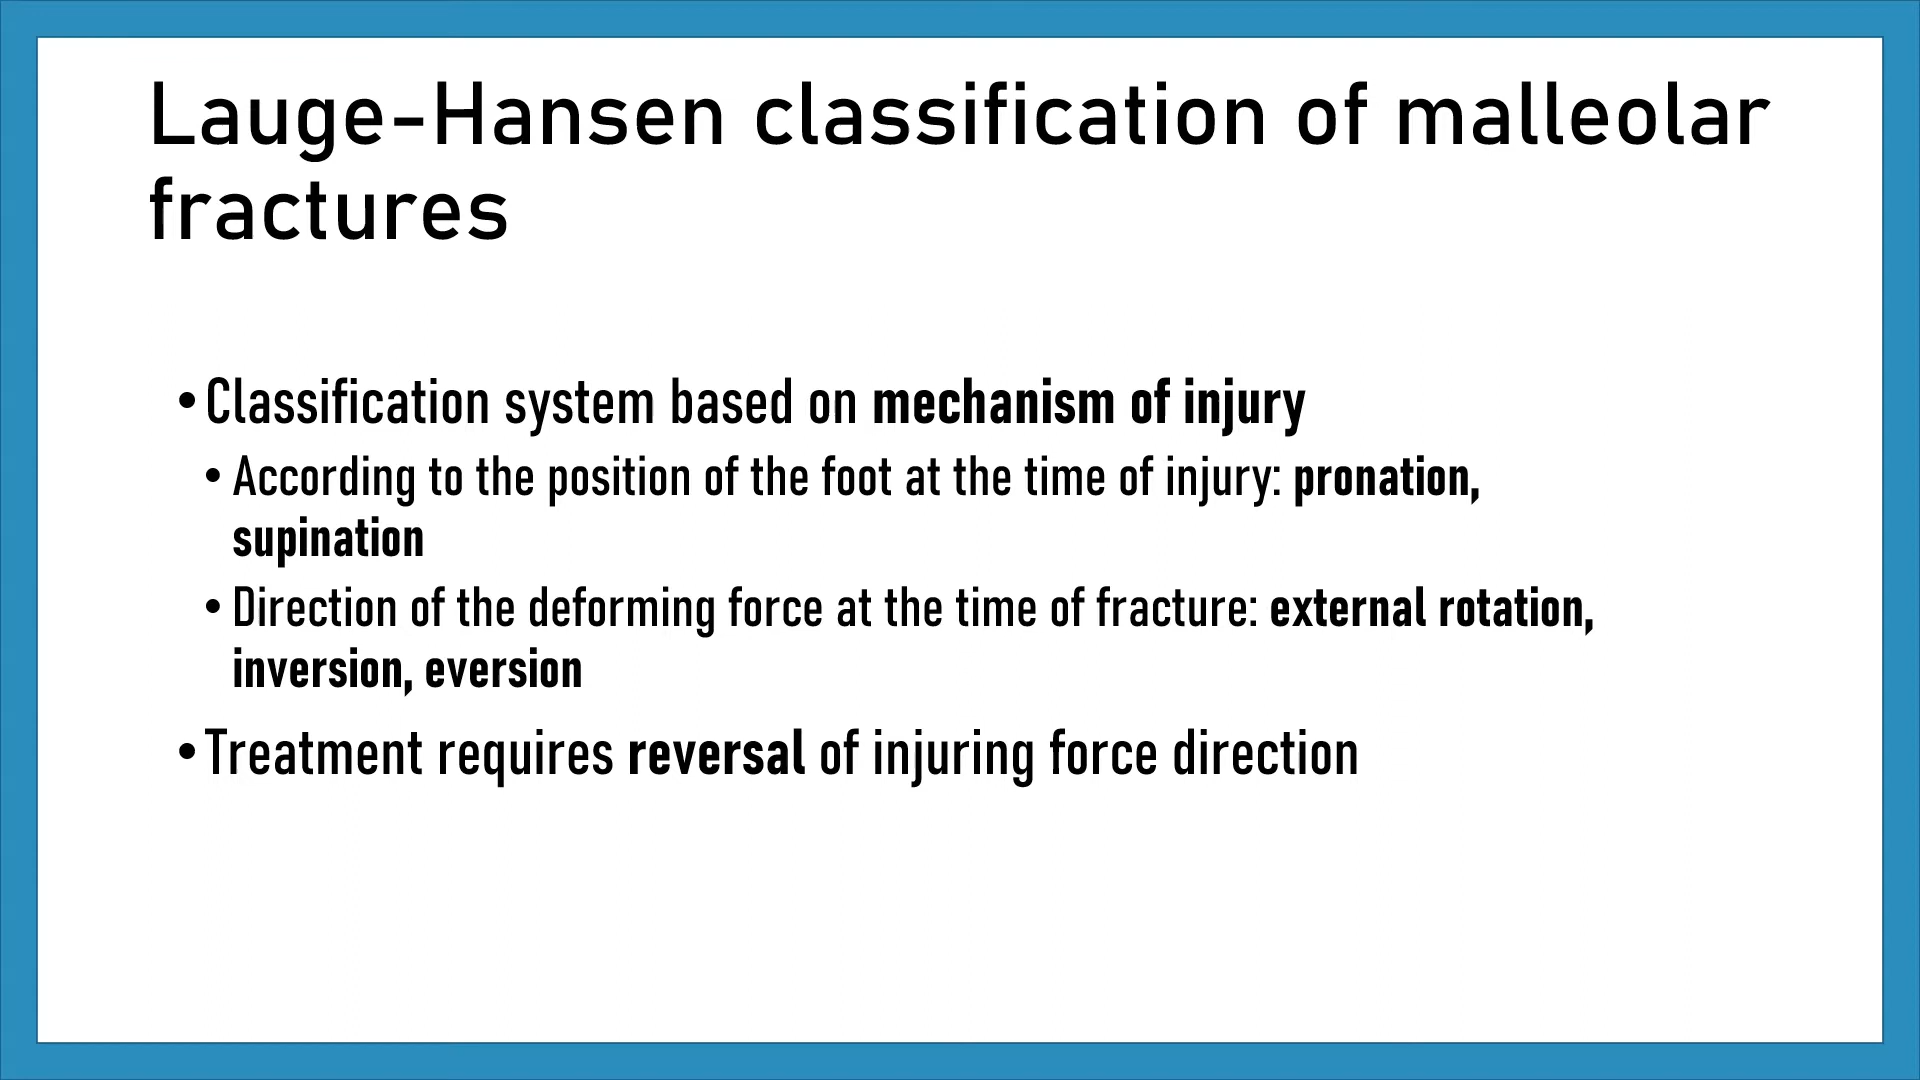 Lauge-Hansen classification of malleolar
fractures
• Classification system based on mechanism of injury
• According to the position of the foot at the time of injury: pronation,
supination
• Direction of the deforming force at the time of fracture: external rotation,
inversion, eversion
• Treatment requires reversal of injuring force direction